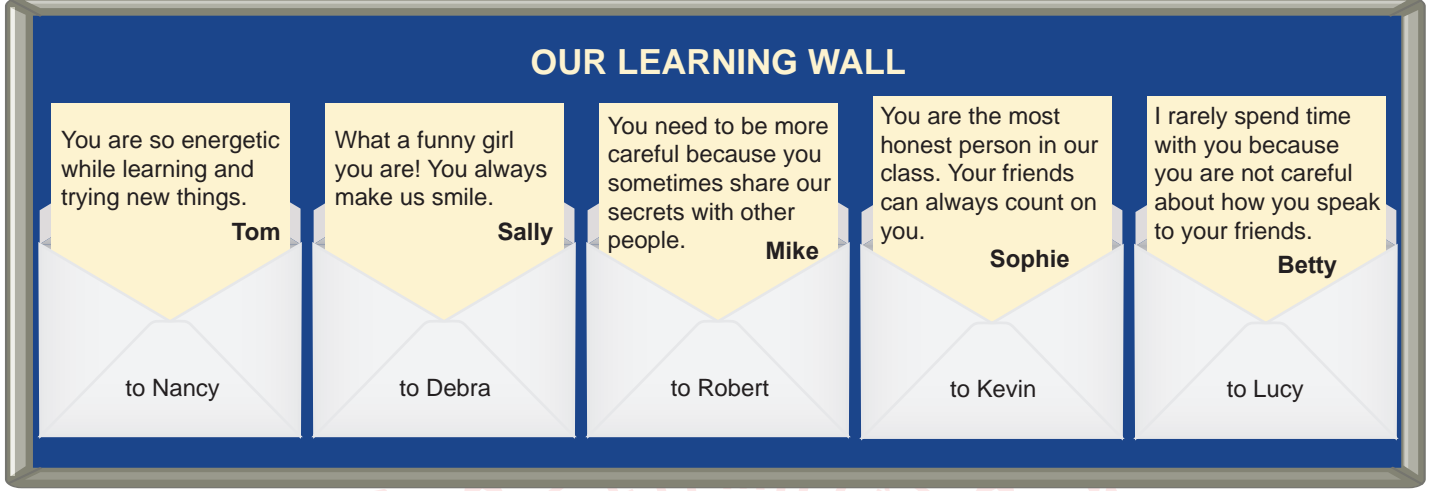 OUR LEARNING WALL
You are so energetic
while learning and
trying new things.
Tom
to Nancy
What a funny girl
you are! You always
make us smile.
Sally
to Debra
You need to be more
careful because you
sometimes share our
secrets with other
people.
Mike
to Robert
You are the most
honest person in our
class. Your friends
can always count on
you.
Sophie
to Kevin
I rarely spend time
with you because
you are not careful
about how you speak
to your friends.
Betty
to Lucy